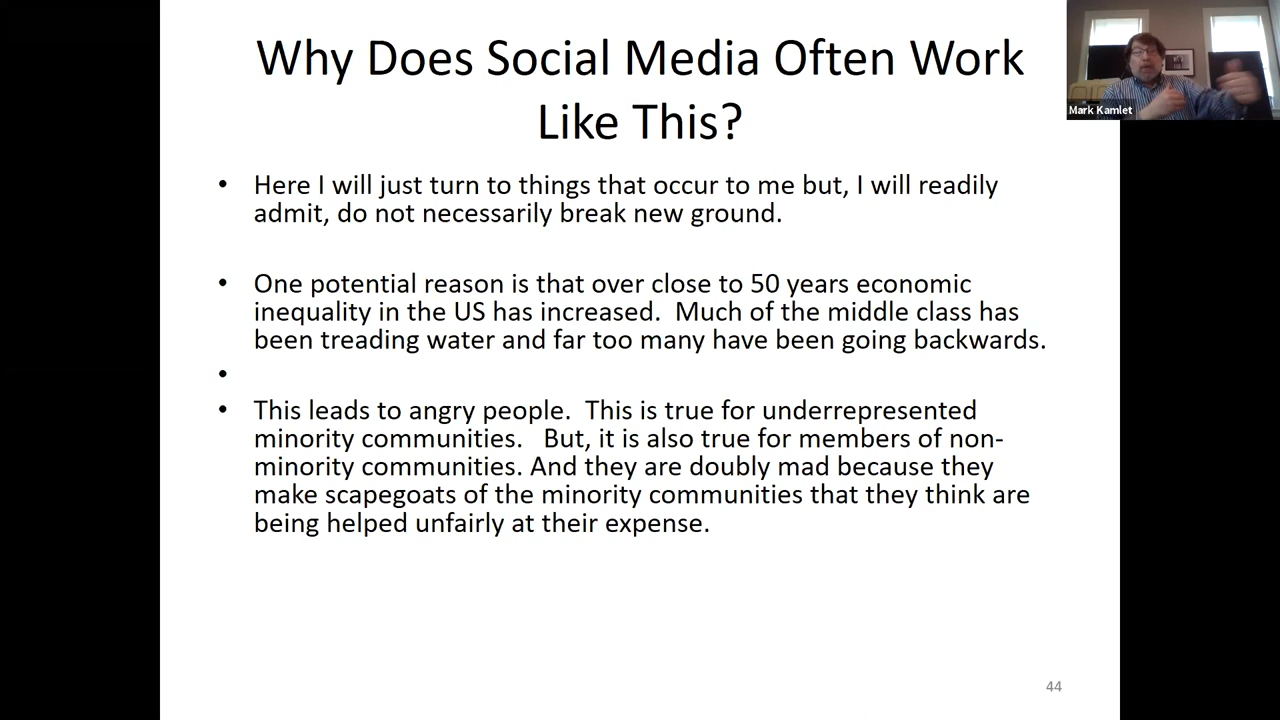 Why Does Social Media Often Work
Like This?
Mark Kamlet
• Here I will just turn to things that occur to me but, I will readily
admit, do not necessarily break new ground.
• One potential reason is that over close to 50 years economic
inequality in the US has increased.  Much of the middle class has
been treading water and far too many have been going backwards.
•
• This leads to angry people.  This is true for underrepresented
minority communities.   But, it is also true for members of non-
minority communities. And they are doubly mad because they
make scapegoats of the minority communities that they think are
being helped unfairly at their expense.
44